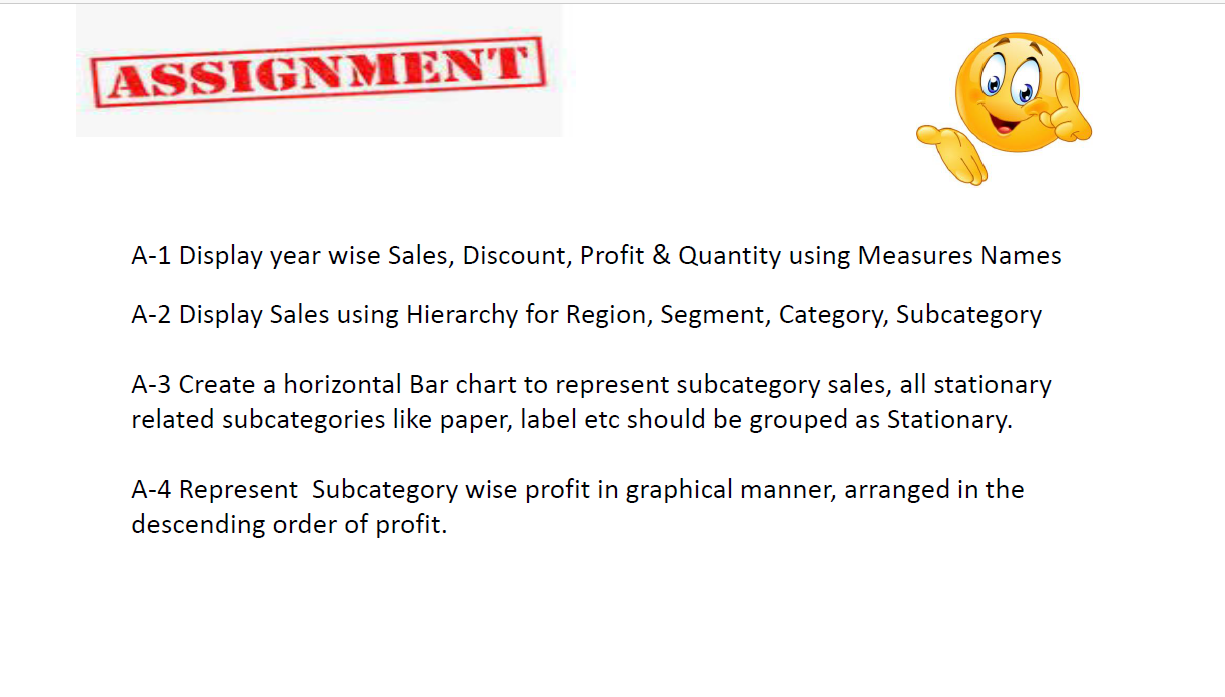 ASSIGNMENT
A-1 Display year wise Sales, Discount, Profit & Quantity using Measures Names
A-2 Display Sales using Hierarchy for Region, Segment, Category, Subcategory
A-3 Create a horizontal Bar chart to represent subcategory sales, all stationary
related subcategories like paper, label etc should be grouped as Stationary.
A-4 Represent  Subcategory wise profit in graphical manner, arranged in the
descending order of profit.